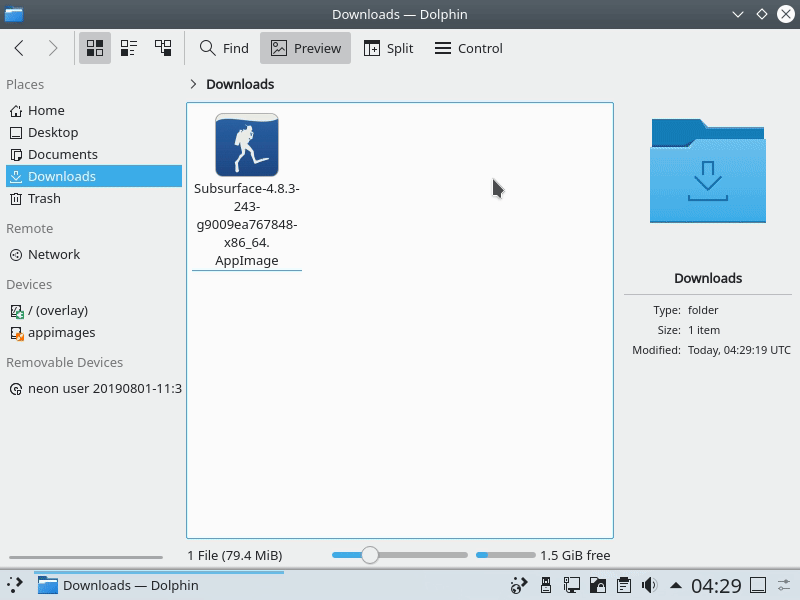 Downloads — Dolphin
Find
Preview
Split
Control
Places
Home
Desktop
Documents
Downloads
Trash
Remote
Network
Devices
/ (overlay)
appimages
Removable Devices
neon user 20190801-11:3
> Downloads
Subsurface-4.8.3-
243-
g9009ea767848-
x86_64.
AppImage
1 File (79.4 MiB)
1.5 GiB free
Downloads
Type: folder
Size: 1 item
Modified: Today, 04:29:19 UTC
Downloads — Dolphin
04:29